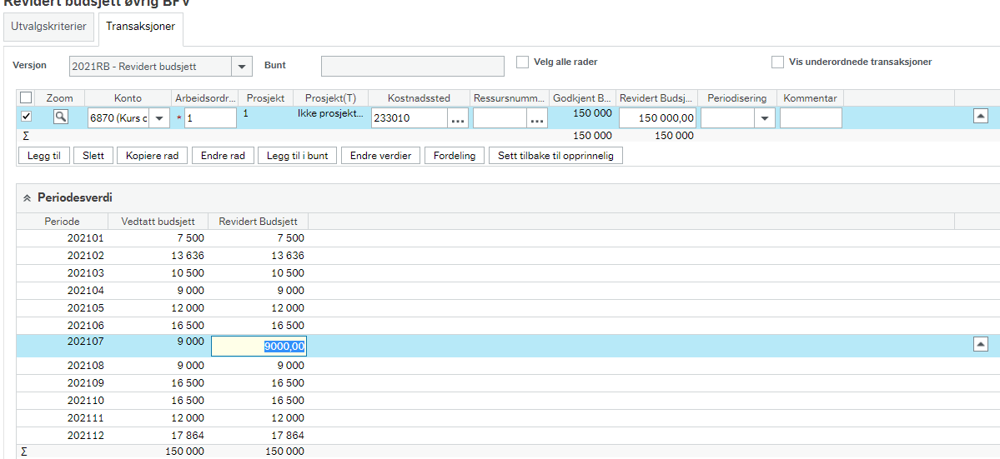 Revidert budsjett øvrig BFV
Utvalgskriterier Transaksjoner
Versjon 2021RB - Revidert budsjett Bunt Velg alle rader Vis underordnede transaksjoner
Zoom Konto Arbeidsordr... Prosjekt Prosjekt(T) Kostnadssted Ressursnumm... Godkjent B... Revidert Budsj... Periodisering Kommentar
6870 (Kurs c * 1 1 Ikke prosjekt... 233010 ... ... 150 000 150 000,00
Σ 150 000 150 000
Legg til Slett Kopiere rad Endre rad Legg til i bunt Endre verdier Fordeling Sett tilbake til opprinnelig
Periodesverdi
Periode Vedtatt budsjett Revidert Budsjett
202101 7 500 7 500
202102 13 636 13 636
202103 10 500 10 500
202104 9 000 9 000
202105 12 000 12 000
202106 16 500 16 500
202107 9 000 9000,00
202108 9 000 9 000
202109 16 500 16 500
202110 16 500 16 500
202111 12 000 12 000
202112 17 864 17 864
Σ 150 000 150 000